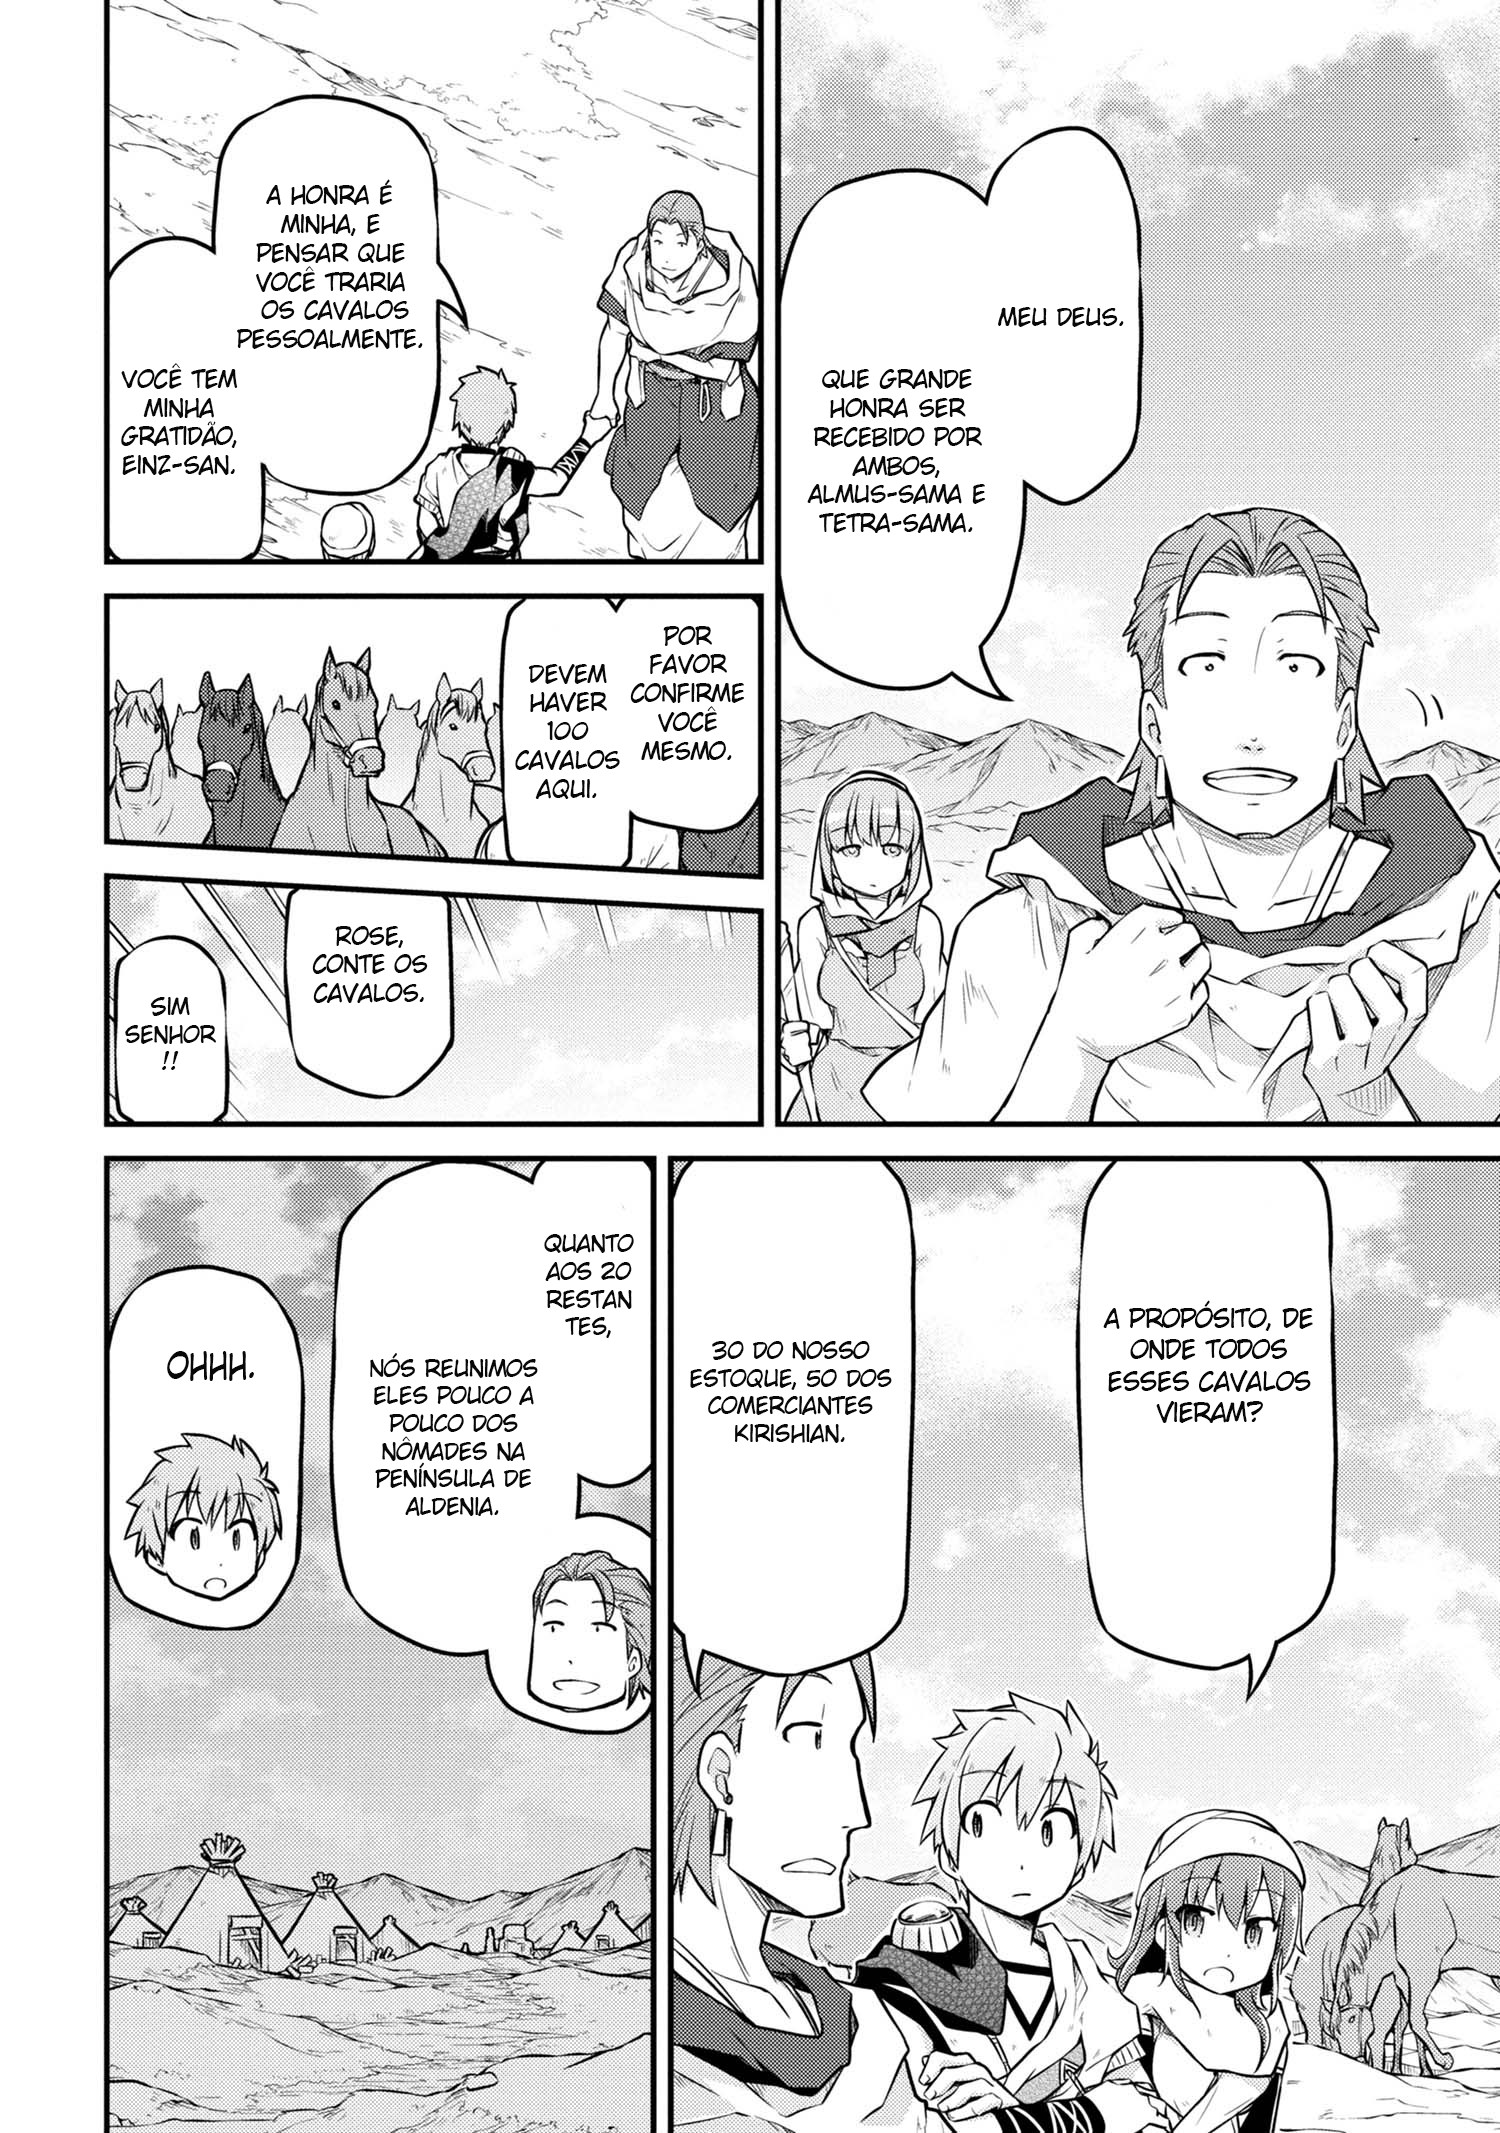 MEU DEUS.
QUE GRANDE
HONRA SER
RECEBIDO POR
AMBOS,
ALMUS-SAMA E
TETRA-SAMA.
A HONRA É
MINHA, E
PENSAR QUE
VOCÊ TRARIA
OS CAVALOS
PESSOALMENTE.
VOCÊ TEM
MINHA
GRATIDÃO,
EINZ-SAN.
POR
FAVOR
CONFIRME
VOCÊ
MESMO.
DEVEM
HAVER
100
CAVALOS
AQUI.
ROSE,
CONTE OS
CAVALOS.
SIM
SENHOR
!!
A PROPÓSITO, DE
ONDE TODOS
ESSES CAVALOS
VIERAM?
30 DO NOSSO
ESTOQUE, 50 DOS
COMERCIANTES
KIRISHIAN.
QUANTO
AOS 20
RESTAN
TES,
NÓS REUNIMOS
ELES POUCO A
POUCO DOS
NÔMADES NA
PENÍNSULA DE
ALDENIA.
OHHH.